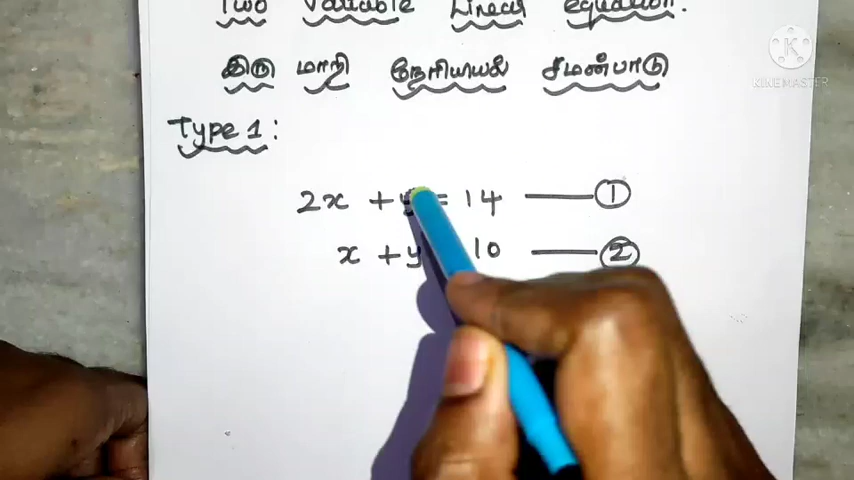 Two Variable Linear equation.
இரு மாறி நேரியியல் சமன்பாடு
Type 1:
2x + y = 14 —— ①
x + y 10 —— ②
K
KINEMASTER